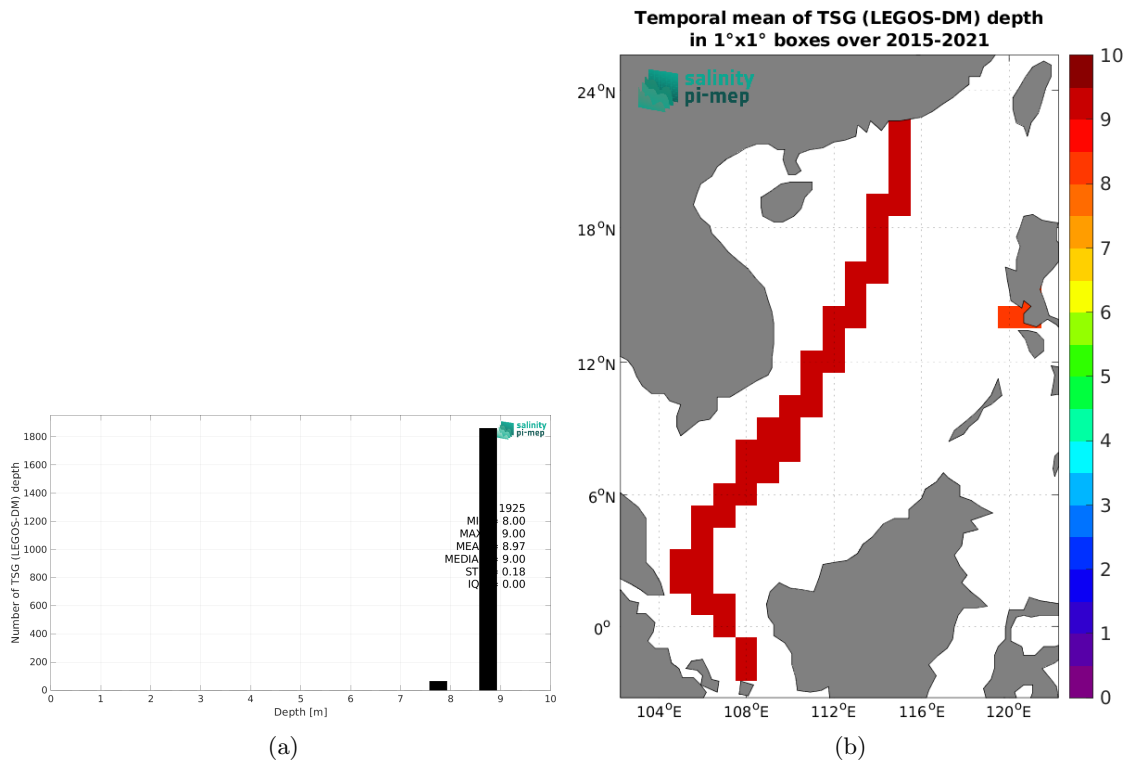 Temporal mean of TSG (LEGOS-DM) depth
in 1°x1° boxes over 2015-2021
salinity
pi-mep
24°N
18°N
12°N
6°N
0°
104°E
108°E
112°E
116°E
120°E
10
9
8
7
6
5
4
3
2
1
0
Number of TSG (LEGOS-DM) depth
1800
1600
1400
1200
1000
800
600
400
200
0
salinity
pi-mep
1925
8.00
9.00
= 8.97
= 9.00
0.18
0.00
0 1 2 3 4 5 6 7 8 9 10
Depth [m]
(a)
(b)